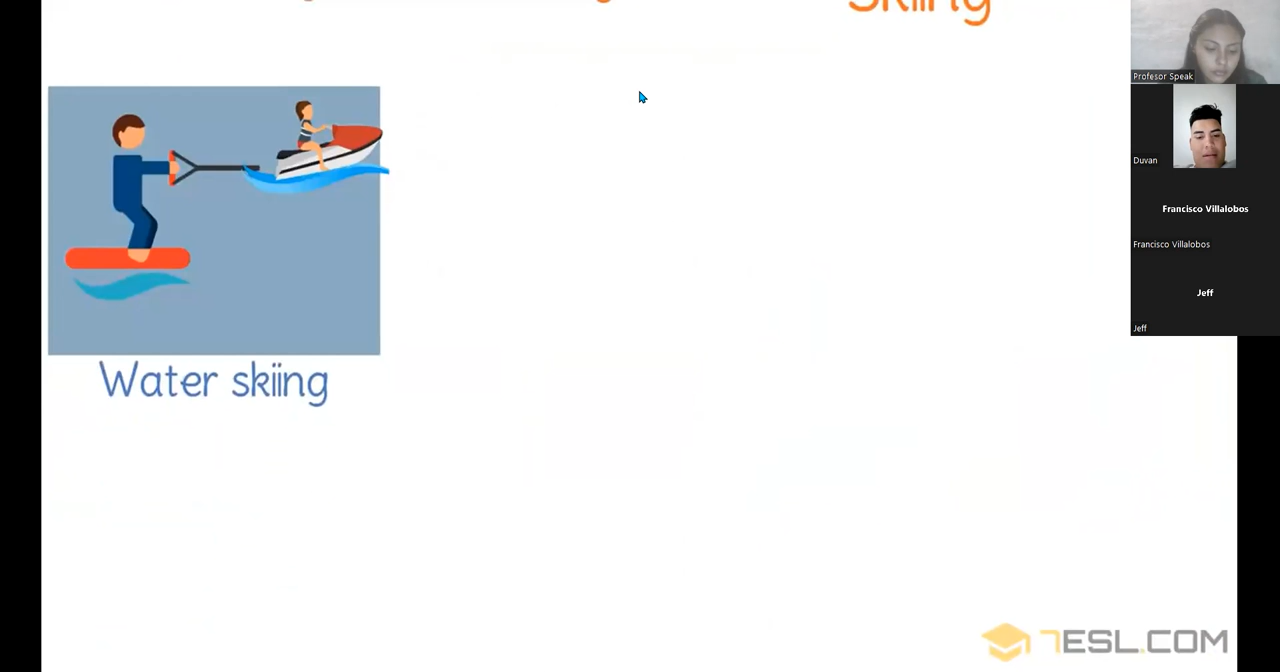 Skiing
Profesor Speak
Duvan
Francisco Villalobos
Francisco Villalobos
Jeff
Jeff
Water skiing
7ESL.COM